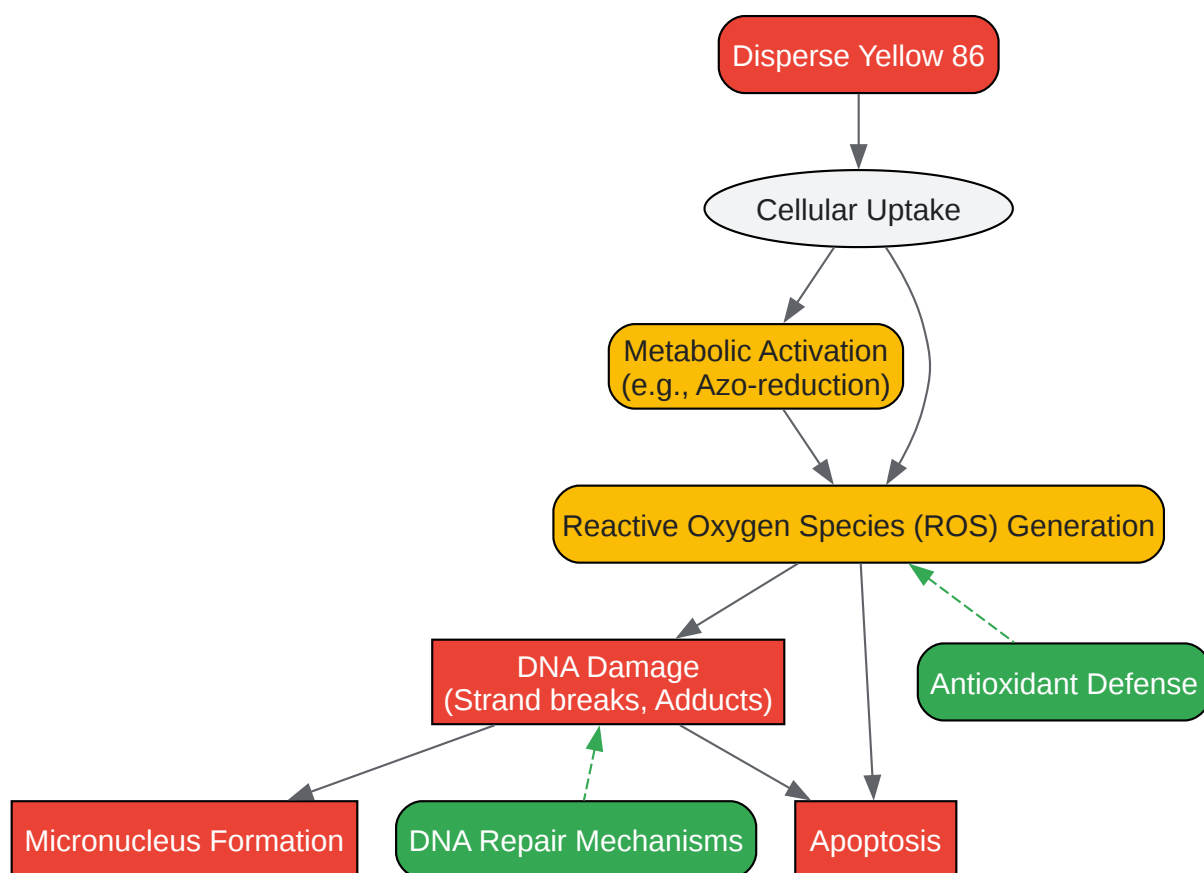 Disperse Yellow 86
Cellular Uptake
Metabolic Activation
(e.g., Azo-reduction)
Reactive Oxygen Species (ROS) Generation
DNA Damage
(Strand breaks, Adducts)
Antioxidant Defense
Micronucleus Formation
DNA Repair Mechanisms
Apoptosis